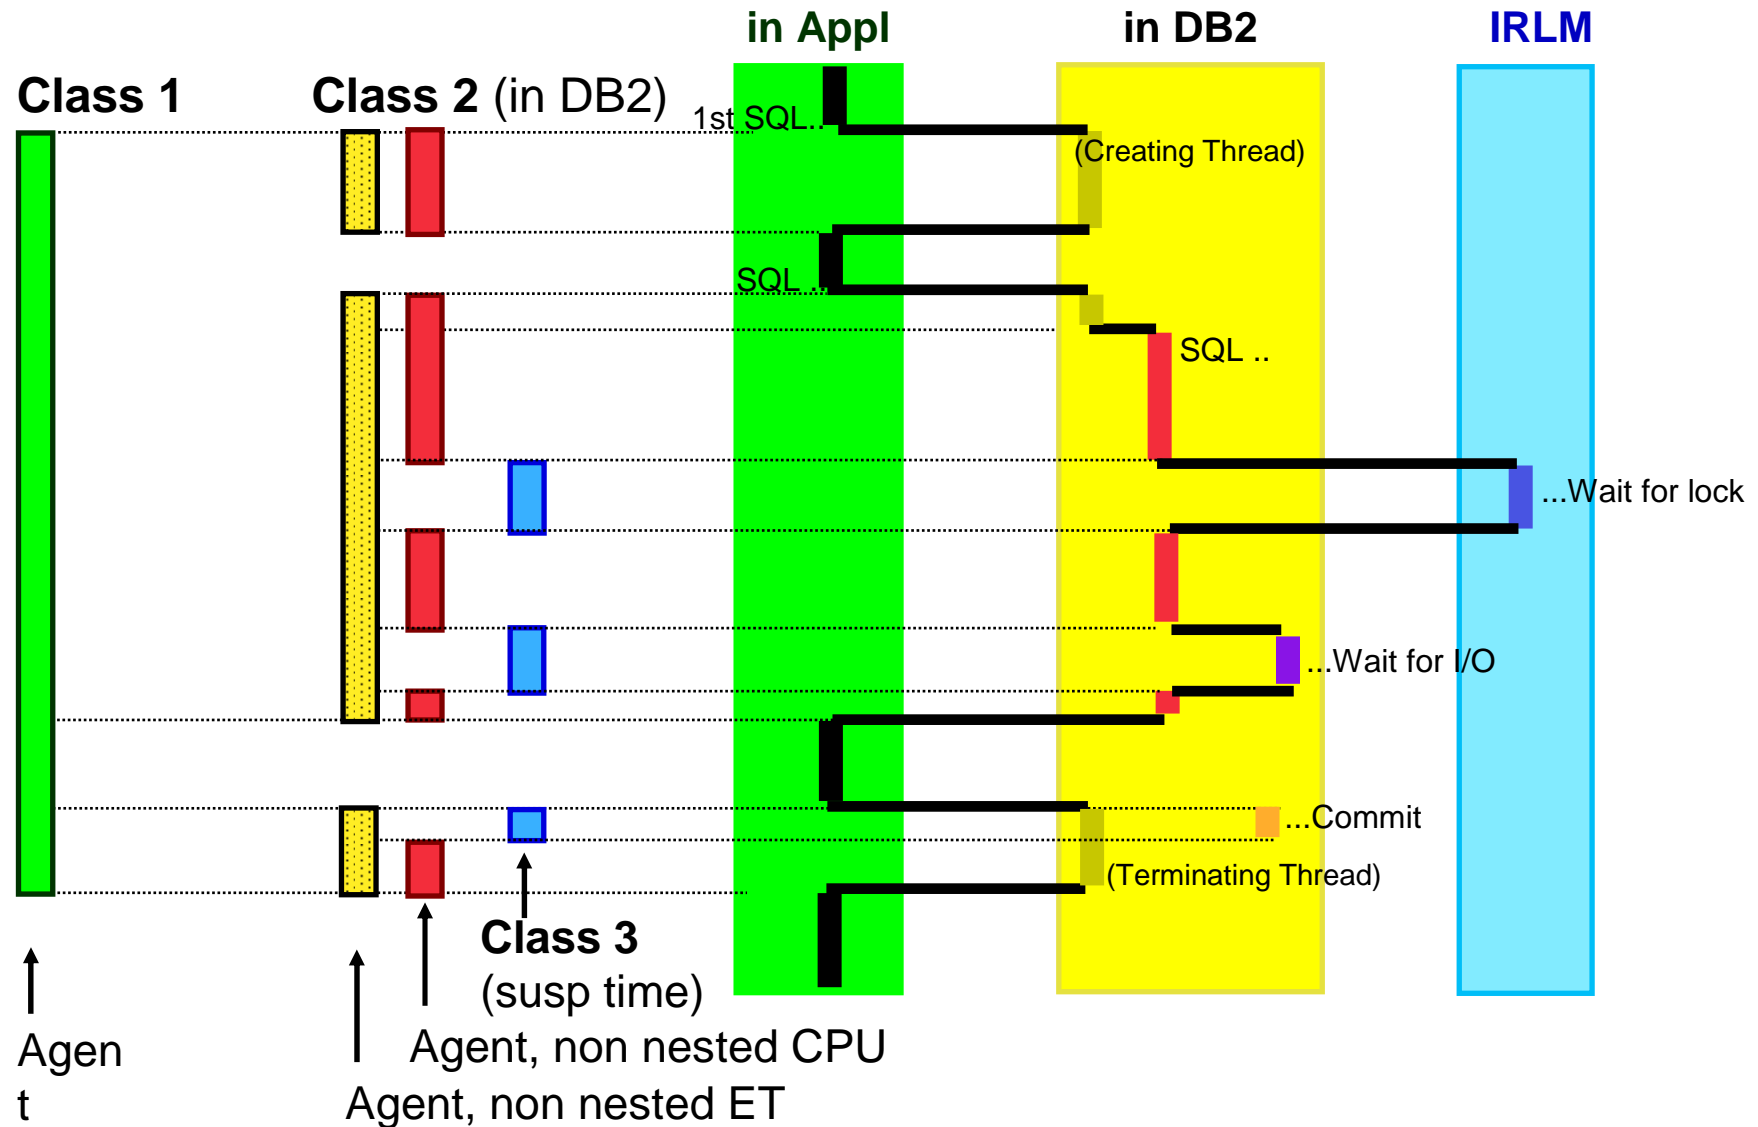 in Appl
in DB2
IRLM
Class 1
Class 2 (in DB2)
1st SQL..
(Creating Thread)
SQL ..
SQL ..
...Wait for lock
...Wait for I/O
...Commit
(Terminating Thread)
Class 3
(susp time)
Agent, non nested CPU
Agen
t
Agent, non nested ET